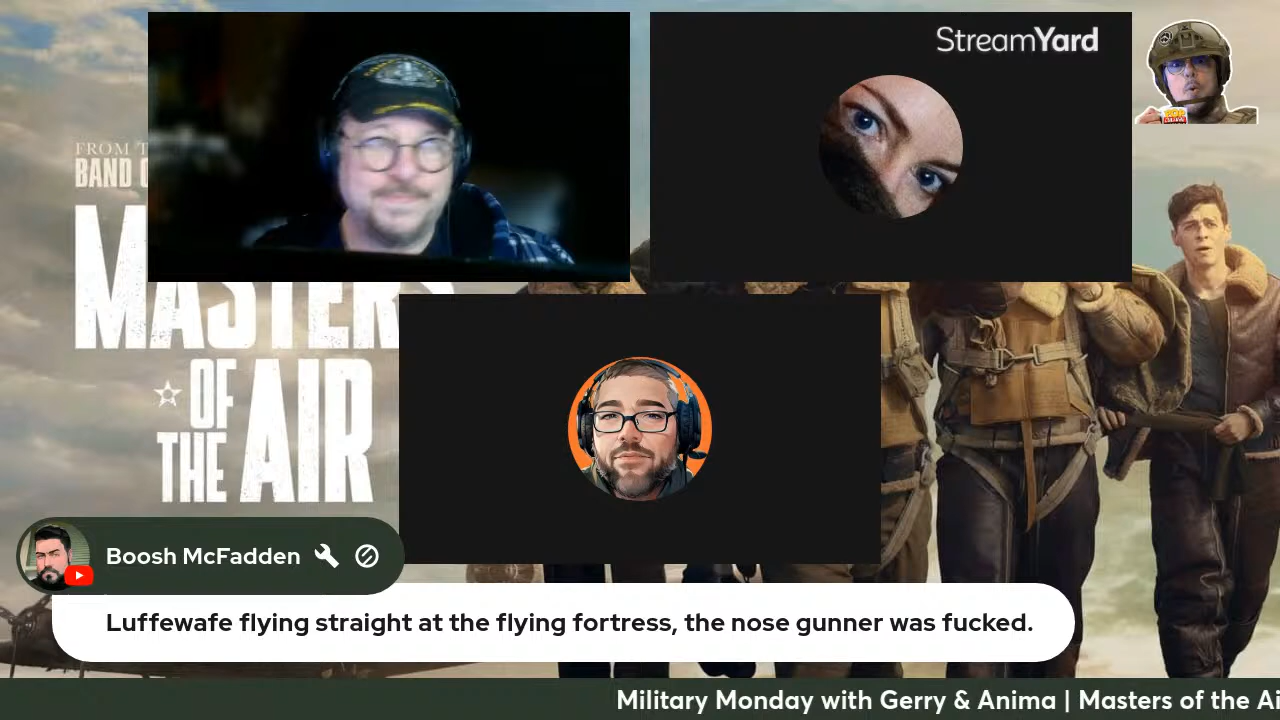 StreamYard
FROM T
BAND O
MASTERS
OF
THE AIR
Boosh McFadden
Luffewafe flying straight at the flying fortress, the nose gunner was fucked.
Military Monday with Gerry & Anima | Masters of the Ai